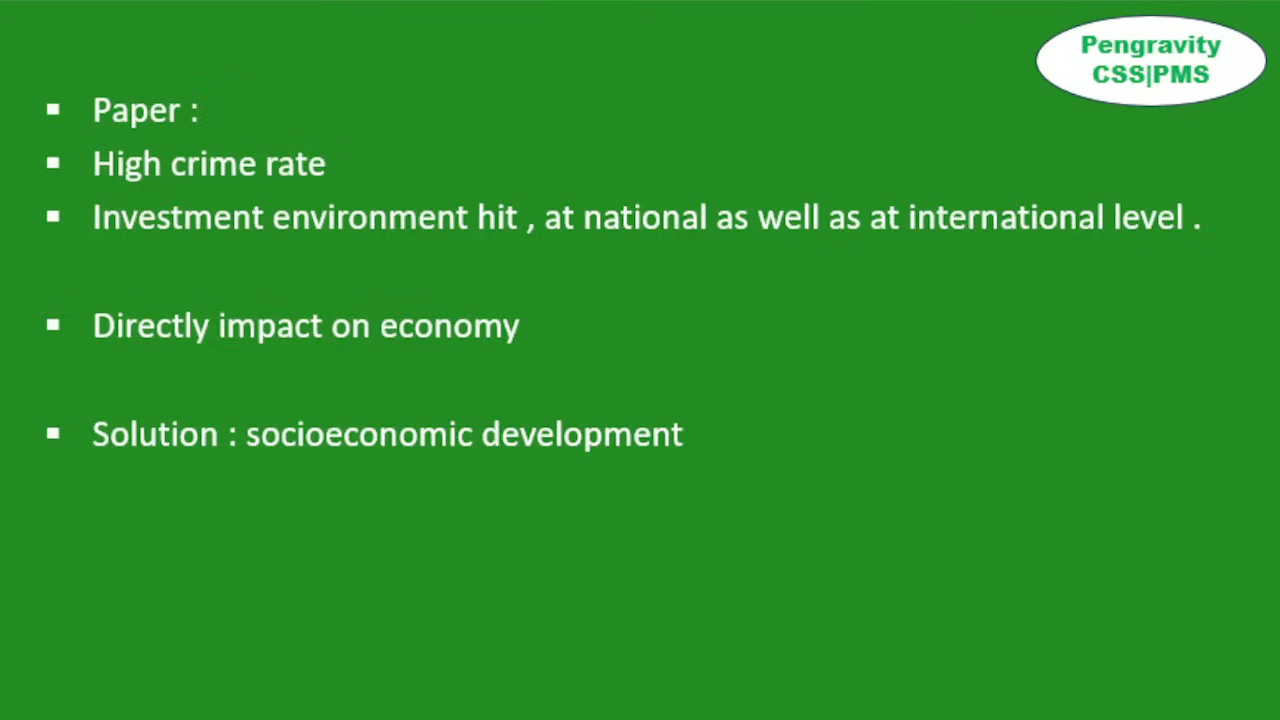 Pengravity
CSS|PMS
▪ Paper :
▪ High crime rate
▪ Investment environment hit , at national as well as at international level .
▪ Directly impact on economy
▪ Solution : socioeconomic development